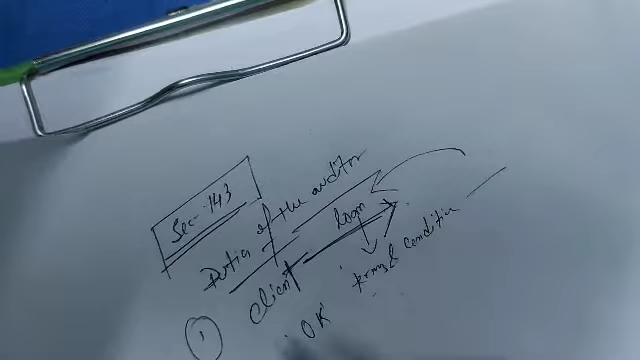 Sec-143
Duties of the auditor
① Client loan
terms & condition
OK